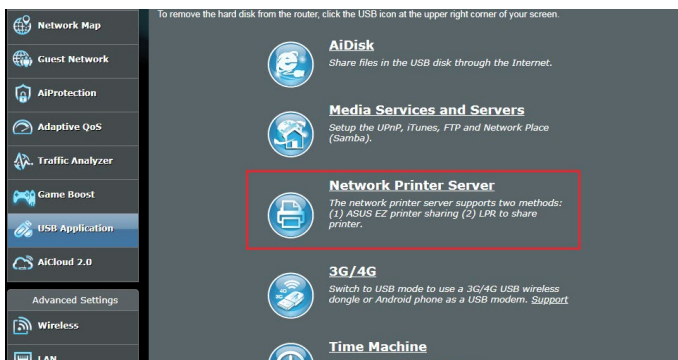 To remove the hard disk from the router, click the USB icon at the upper right corner of your screen.
Network Map
Guest Network
AiProtection
Adaptive QoS
Traffic Analyzer
Game Boost
USB Application
AiCloud 2.0
Advanced Settings
Wireless
LAN
AiDisk
Share files in the USB disk through the Internet.
Media Services and Servers
Setup the UPnP, iTunes, FTP and Network Place
(Samba).
Network Printer Server
The network printer server supports two methods:
(1) ASUS EZ printer sharing (2) LPR to share
printer.
3G/4G
Switch to USB mode to use a 3G/4G USB wireless
dongle or Android phone as a USB modem. Support
Time Machine